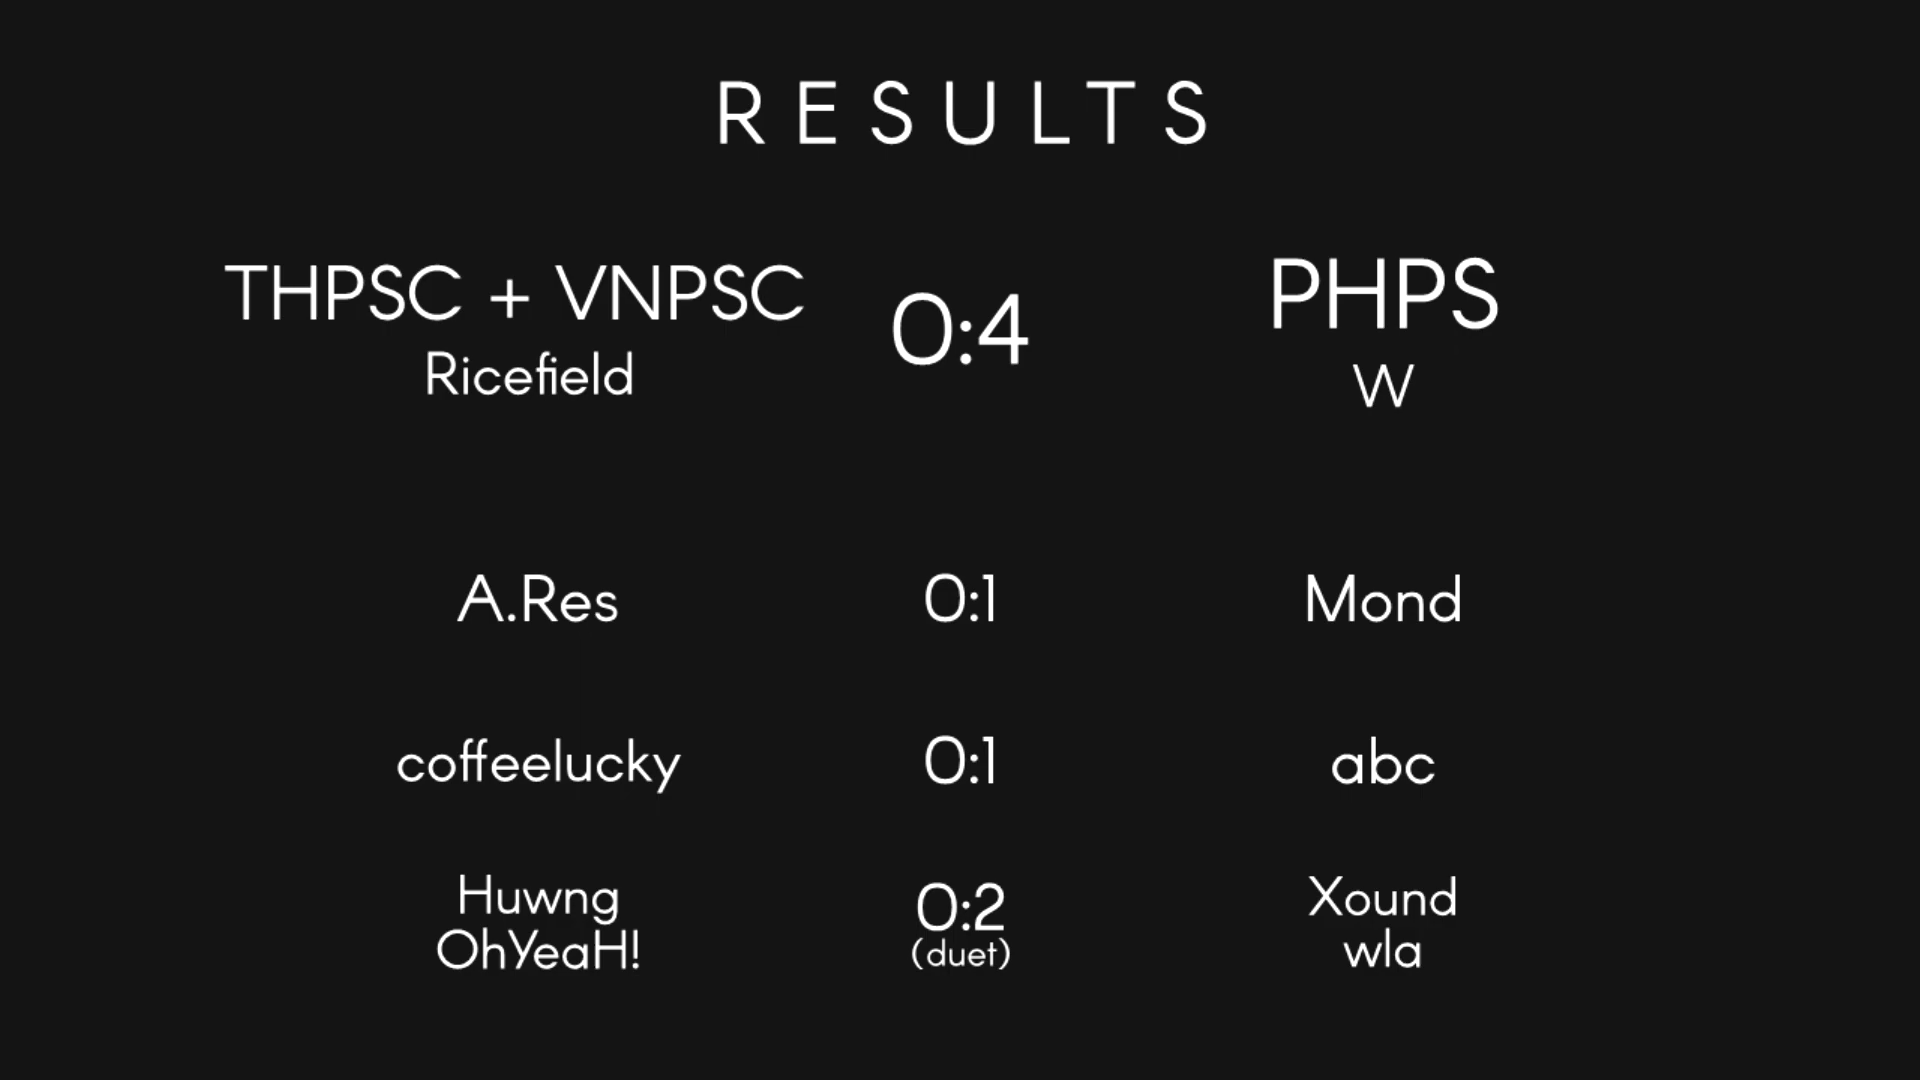 RESULTS
THPSC + VNPSC 0:4 PHPS
Ricefield W
A.Res 0:1 Mond
coffeelucky 0:1 abc
Huwng 0:2 Xound
OhYeaH! (duet) wla